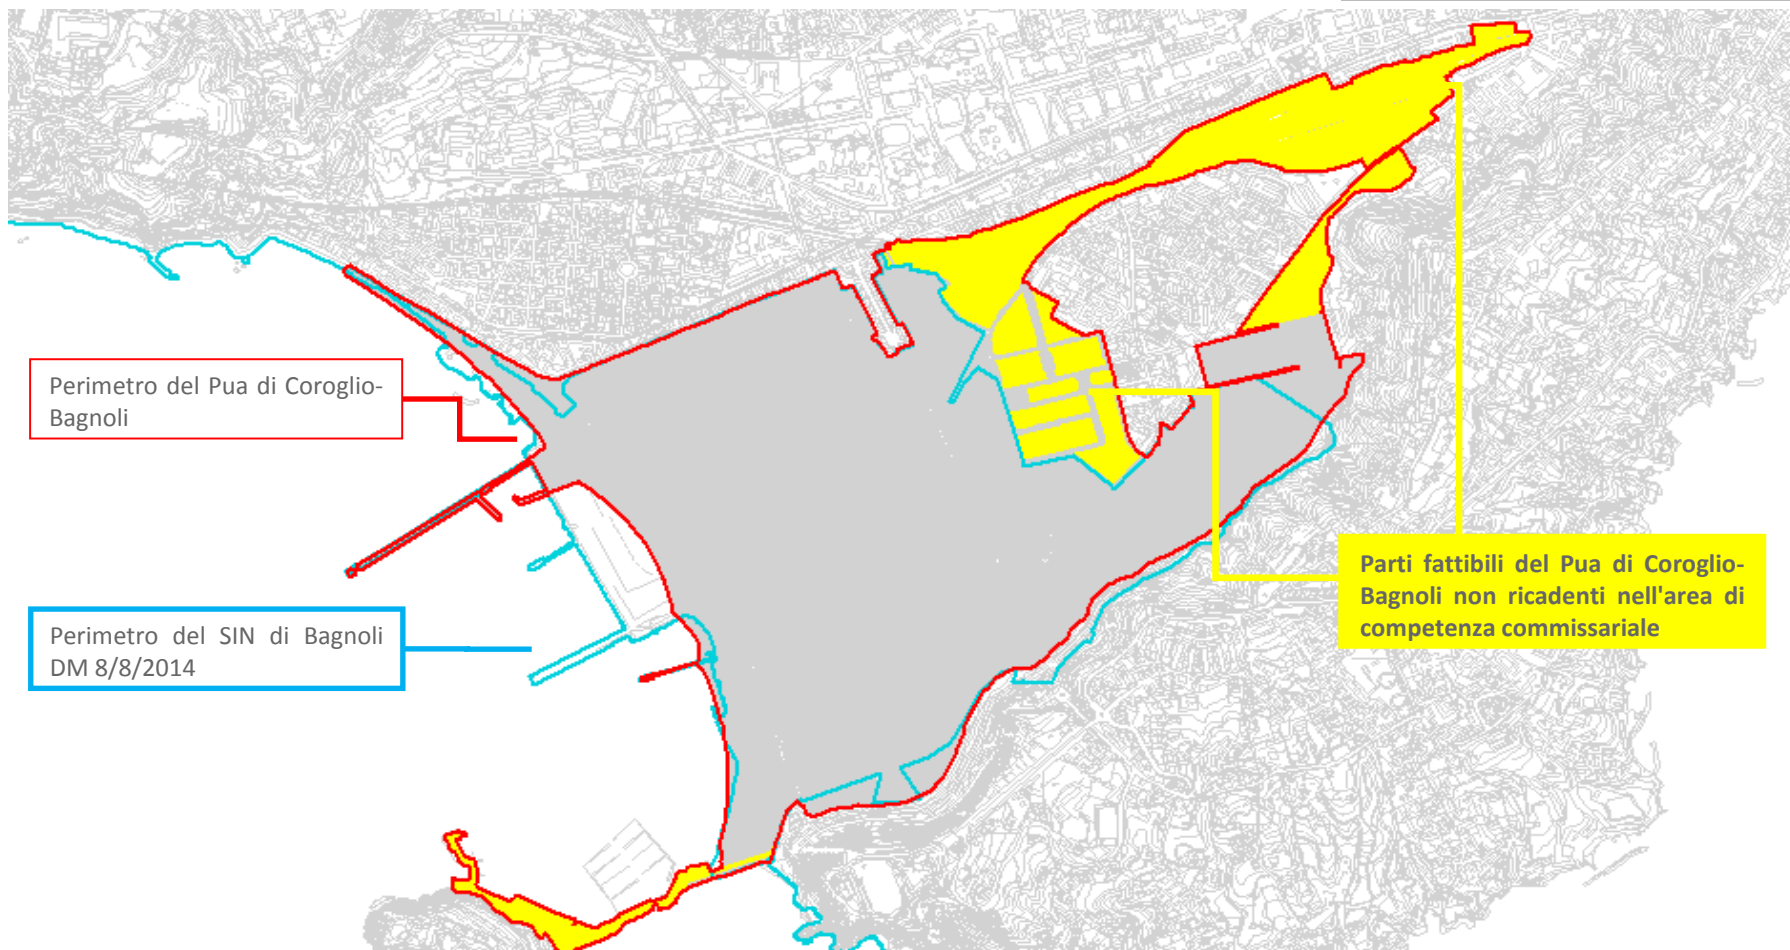 Perimetro del Pua di Coroglio-
Bagnoli
Perimetro del SIN di Bagnoli
DM 8/8/2014
Parti fattibili del Pua di Coroglio-
Bagnoli non ricadenti nell'area di
competenza commissariale